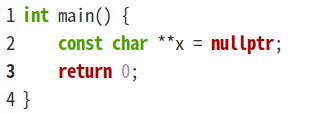 1 int main() {
2     const char **x = nullptr;
3     return 0;
4 }